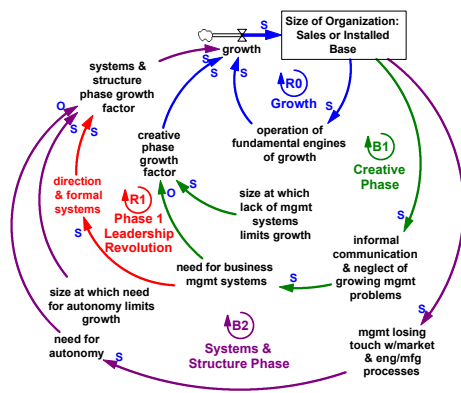 S
growth
Size of Organization:
Sales or Installed
Base
systems &
structure
phase growth
factor
S
S
S
R0
Growth
S
O
S
S
operation of
fundamental engines
of growth
creative
phase
growth
factor
B1
Creative
Phase
O
S
direction
& formal
systems
R1
Phase 1
Leadership
Revolution
size at which
lack of mgmt
systems
limits growth
S
S
informal
communication
& neglect of
growing mgmt
problems
need for business
mgmt systems
S
size at which need
for autonomy limits
growth
need for
autonomy
S
B2
Systems &
Structure Phase
S
mgmt losing
touch w/market
& eng/mfg
processes